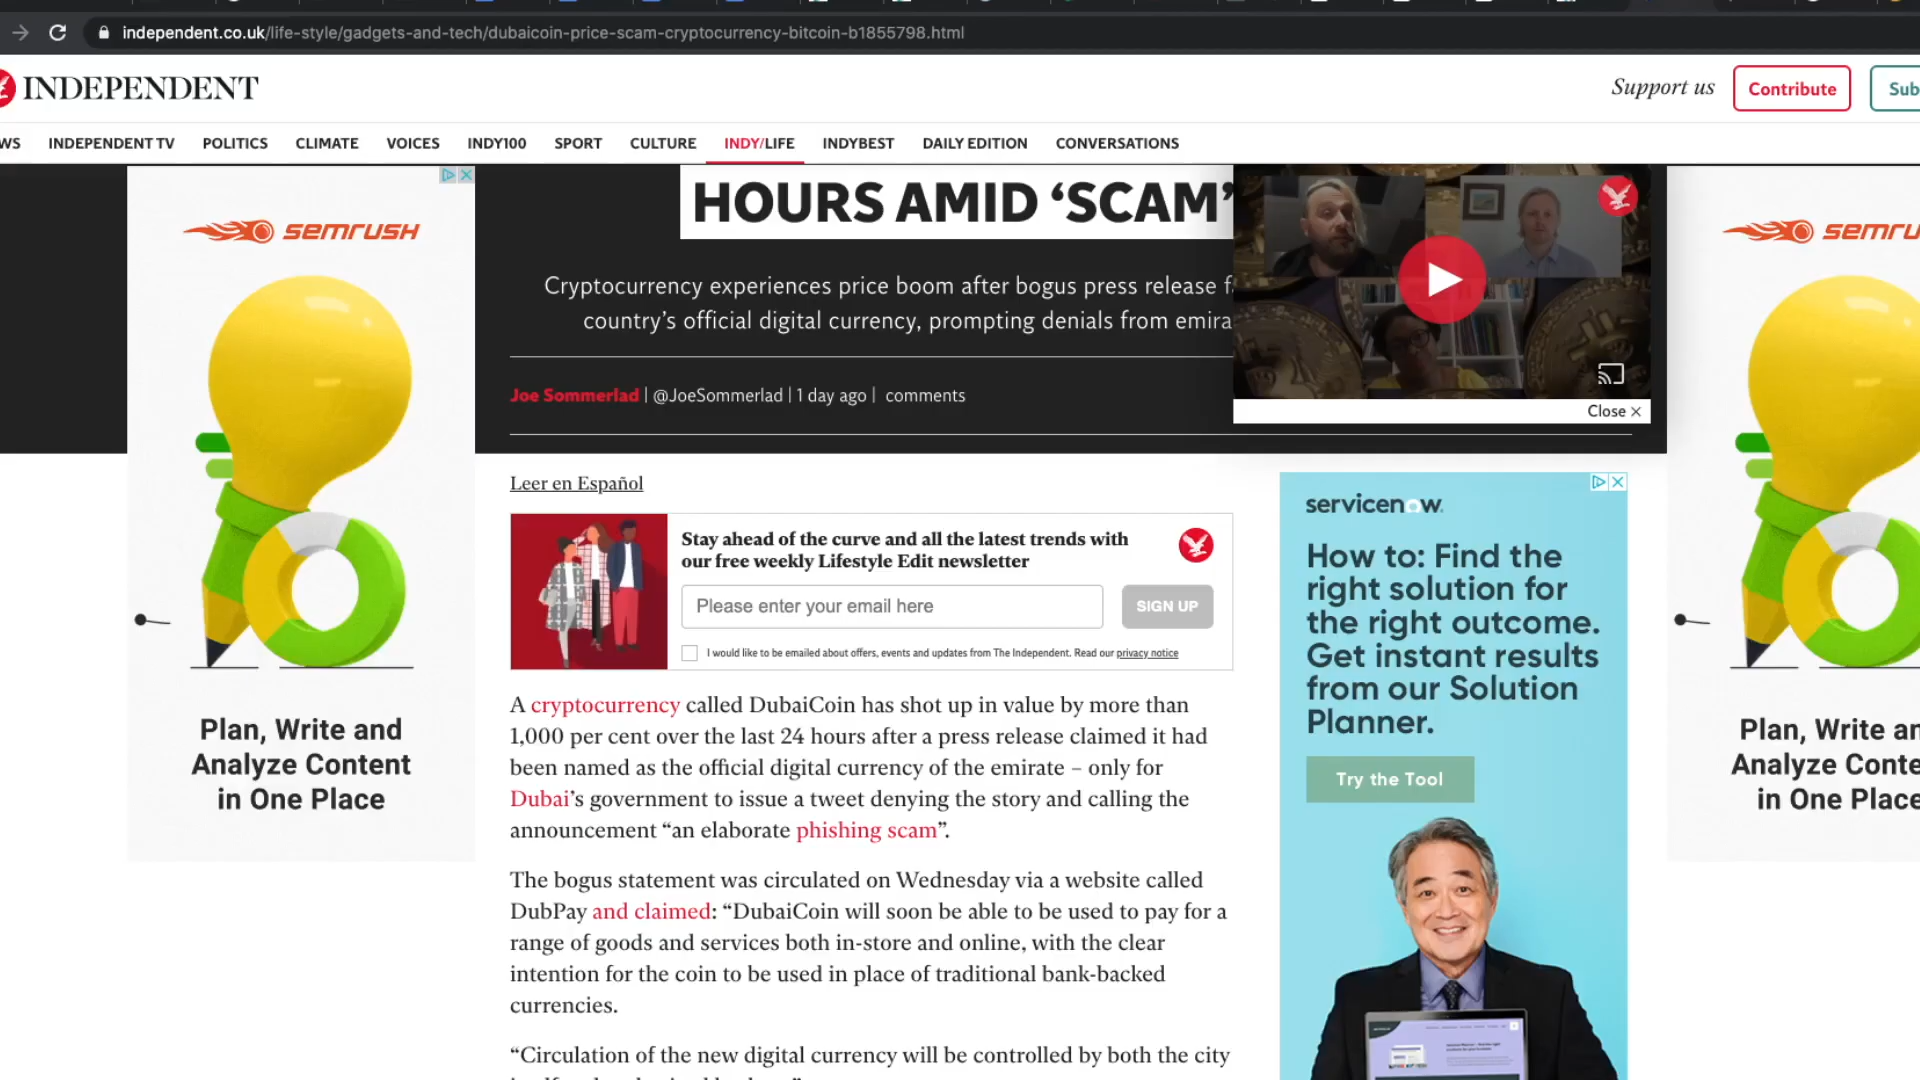 independent.co.uk/life-style/gadgets-and-tech/dubaicoin-price-scam-cryptocurrency-bitcoin-b1855798.html
INDEPENDENT
Support us
Contribute
Sub
WS
INDEPENDENT TV
POLITICS
CLIMATE
VOICES
INDY100
SPORT
CULTURE
INDY/LIFE
INDYBEST
DAILY EDITION
CONVERSATIONS
HOURS AMID ‘SCAM’
Cryptocurrency experiences price boom after bogus press release f
country’s official digital currency, prompting denials from emira
Joe Sommerlad | @JoeSommerlad | 1 day ago | comments
Close ×
SEMRUSH
Plan, Write and
Analyze Content
in One Place
Leer en Español
Stay ahead of the curve and all the latest trends with
our free weekly Lifestyle Edit newsletter
Please enter your email here
SIGN UP
I would like to be emailed about offers, events and updates from The Independent. Read our privacy notice
A cryptocurrency called DubaiCoin has shot up in value by more than
1,000 per cent over the last 24 hours after a press release claimed it had
been named as the official digital currency of the emirate – only for
Dubai’s government to issue a tweet denying the story and calling the
announcement “an elaborate phishing scam”.
The bogus statement was circulated on Wednesday via a website called
DubPay and claimed: “DubaiCoin will soon be able to be used to pay for a
range of goods and services both in-store and online, with the clear
intention for the coin to be used in place of traditional bank-backed
currencies.
“Circulation of the new digital currency will be controlled by both the city
servicenow
How to: Find the
right solution for
the right outcome.
Get instant results
from our Solution
Planner.
Try the Tool
SEMRU
Plan, Write an
Analyze Conte
in One Place